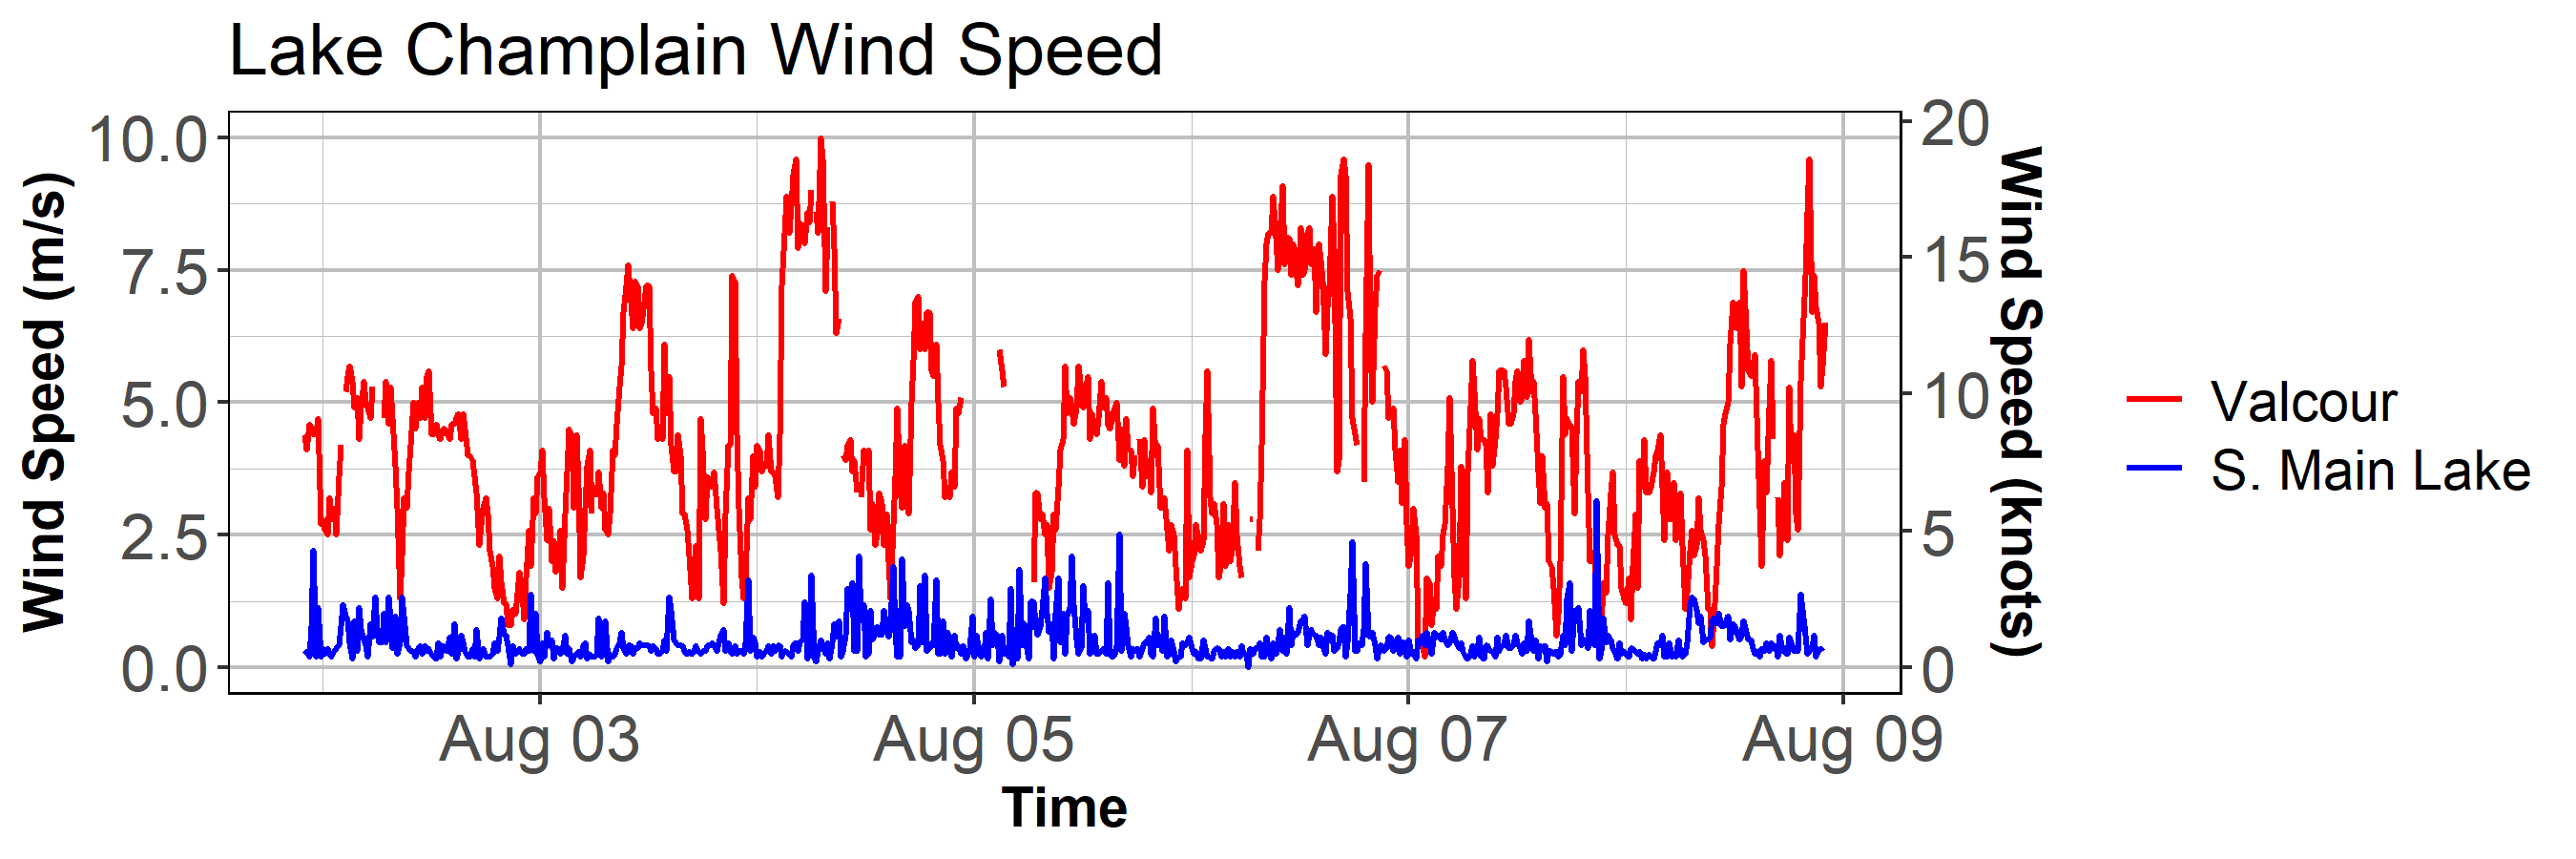 Lake Champlain Wind Speed
Wind Speed (m/s)
10.0
7.5
5.0
2.5
0.0
20
15
10
5
0
Wind Speed (knots)
Aug 03
Aug 05
Aug 07
Aug 09
Time
Valcour
S. Main Lake